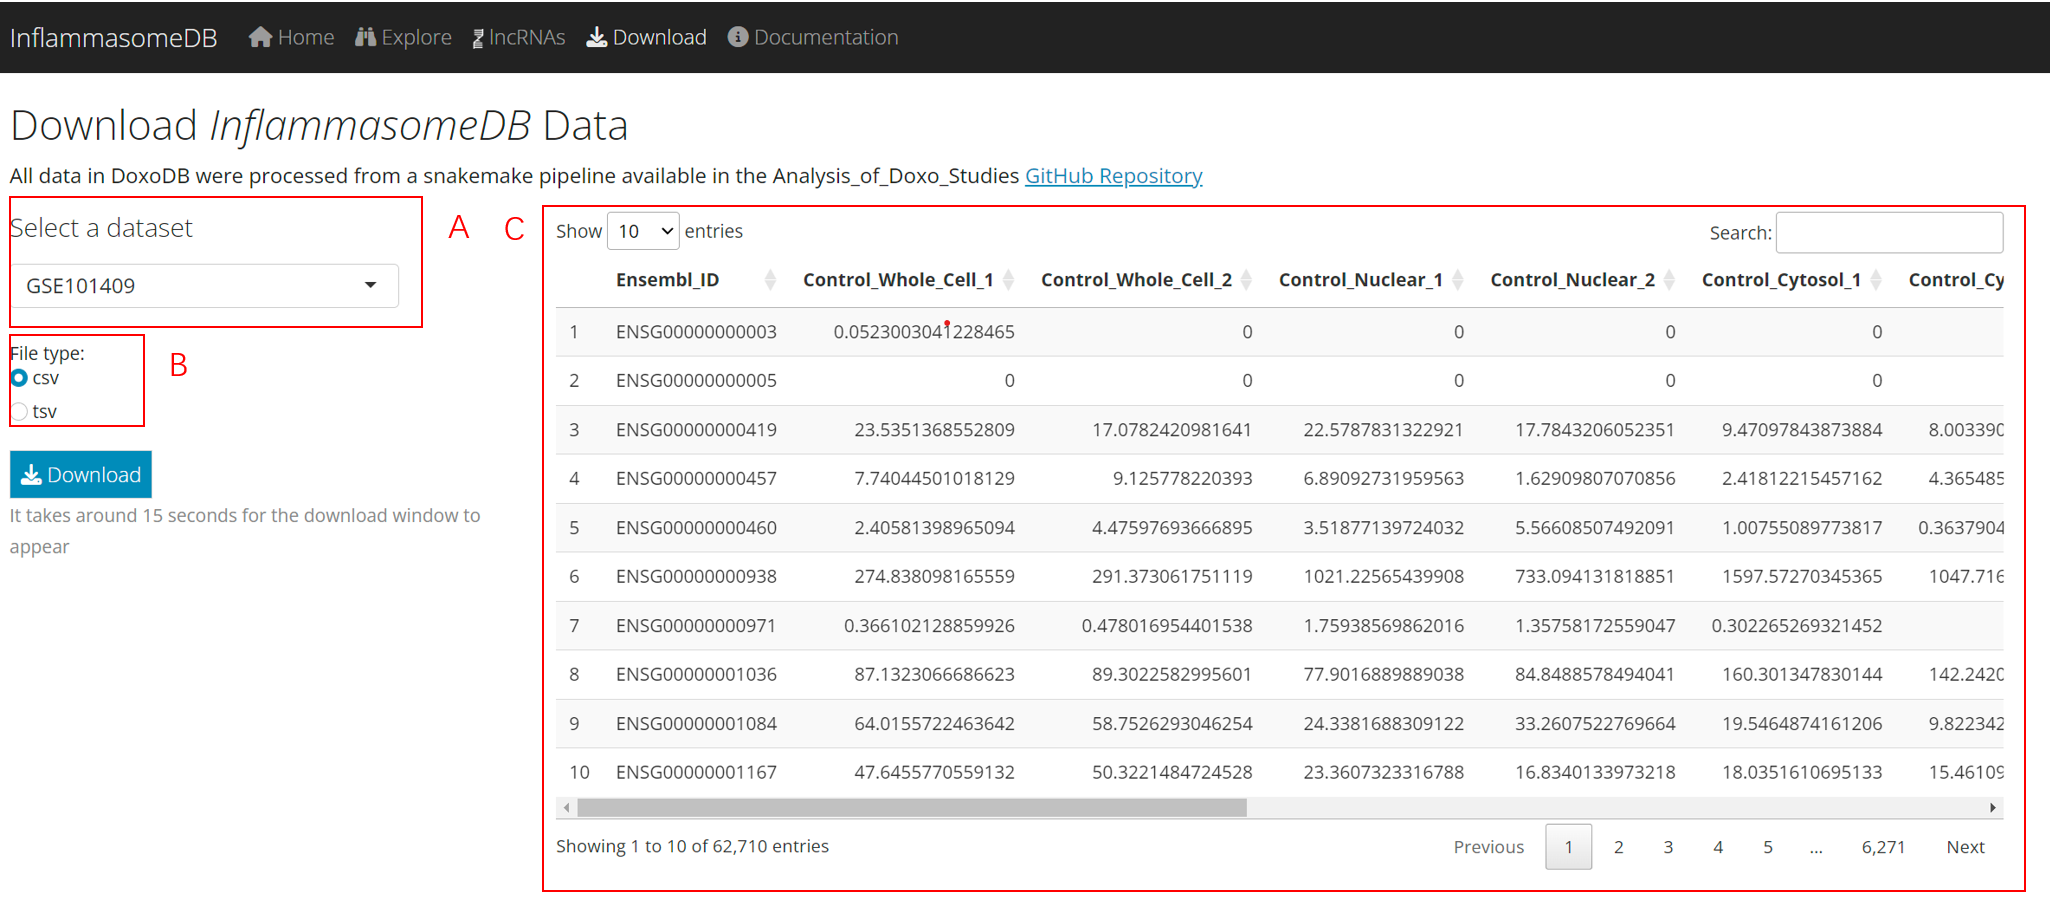 InflammasomeDB Home Explore lncRNAs Download Documentation
Download InflammasomeDB Data
All data in DoxoDB were processed from a snakemake pipeline available in the Analysis_of_Doxo_Studies GitHub Repository
Select a dataset
GSE101409
A
File type:
csv
tsv
B
Download
It takes around 15 seconds for the download window to
appear
C
Show 10 entries
Search:
Ensembl_ID Control_Whole_Cell_1 Control_Whole_Cell_2 Control_Nuclear_1 Control_Nuclear_2 Control_Cytosol_1 Control_Cy
1 ENSG00000000003 0.0523003041228465 0 0 0 0
2 ENSG00000000005 0 0 0 0 0
3 ENSG00000000419 23.5351368552809 17.0782420981641 22.5787831322921 17.7843206052351 9.47097843873884 8.003390
4 ENSG00000000457 7.74044501018129 9.125778220393 6.89092731959563 1.62909807070856 2.41812215457162 4.365485
5 ENSG00000000460 2.40581398965094 4.47597693666895 3.51877139724032 5.56608507492091 1.00755089773817 0.3637904
6 ENSG00000000938 274.838098165559 291.373061751119 1021.22565439908 733.094131818851 1597.57270345365 1047.716
7 ENSG00000000971 0.366102128859926 0.478016954401538 1.75938569862016 1.35758172559047 0.302265269321452
8 ENSG00000001036 87.1323066686623 89.3022582995601 77.9016889889038 84.8488578494041 160.301347830144 142.2420
9 ENSG00000001084 64.0155722463642 58.7526293046254 24.3381688309122 33.2607522769664 19.5464874161206 9.822342
10 ENSG00000001167 47.6455770559132 50.3221484724528 23.3607323316788 16.8340133973218 18.0351610695133 15.46109
Showing 1 to 10 of 62,710 entries
Previous 1 2 3 4 5 ... 6,271 Next